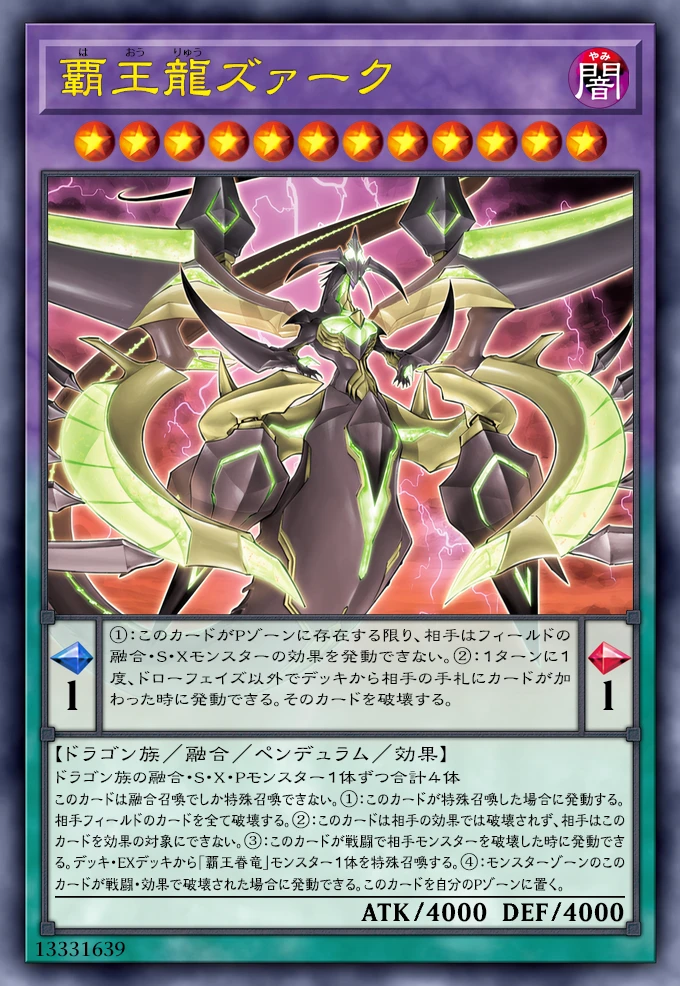 は おう りゅう
覇王龍ズァーク
やみ
闇
①:このカードがPゾーンに存在する限り、相手はフィールドの
融合・S・Xモンスターの効果を発動できない。②:1ターンに1
度、ドローフェイズ以外でデッキから相手の手札にカードが加
わった時に発動できる。そのカードを破壊する。
1
1
【ドラゴン族/融合/ペンデュラム/効果】
ドラゴン族の融合・S・X・Pモンスター1体ずつ合計4体
このカードは融合召喚でしか特殊召喚できない。①:このカードが特殊召喚した場合に発動する。
相手フィールドのカードを全て破壊する。②:このカードは相手の効果では破壊されず、相手はこの
カードを効果の対象にできない。③:このカードが戦闘で相手モンスターを破壊した時に発動でき
る。デッキ・EXデッキから「覇王眷竜」モンスター1体を特殊召喚する。④:モンスターゾーンのこの
カードが戦闘・効果で破壊された場合に発動できる。このカードを自分のPゾーンに置く。
ATK/4000 DEF/4000
13331639